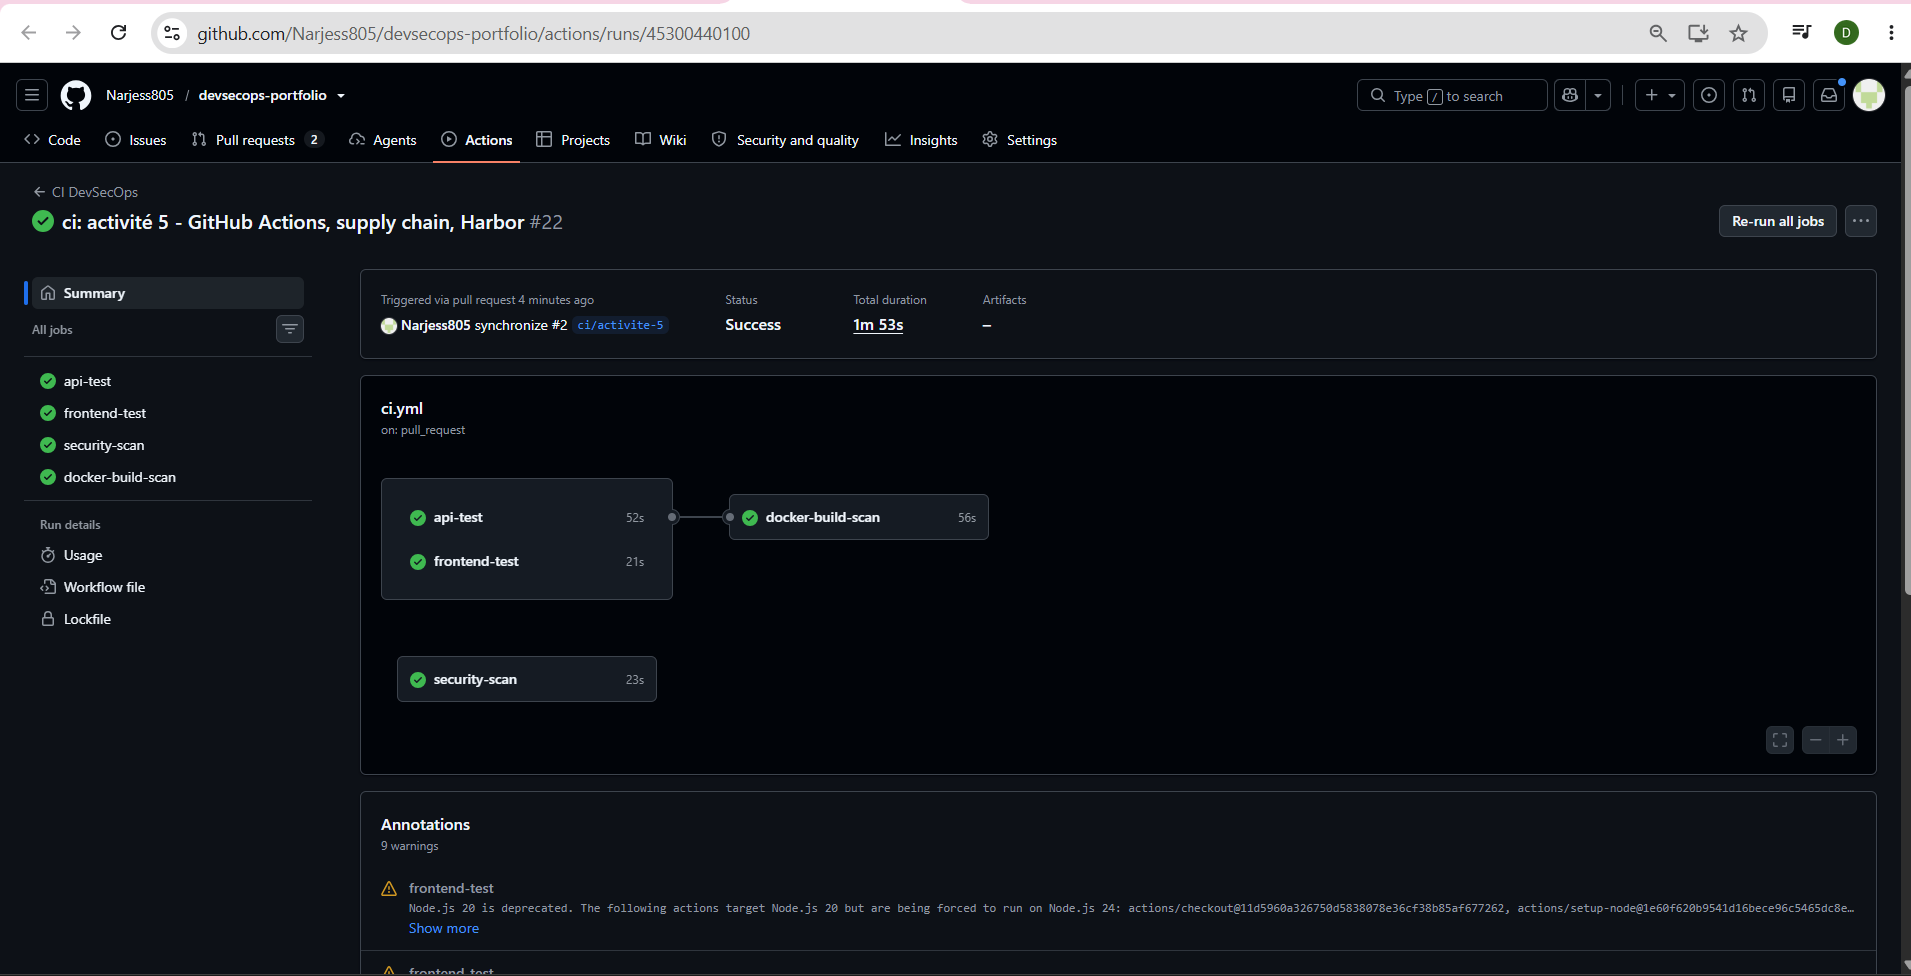 github.com/Narjess805/devsecops-portfolio/actions/runs/45300440100
D
Narjess805 / devsecops-portfolio
Type / to search
Code
Issues
Pull requests 2
Agents
Actions
Projects
Wiki
Security and quality
Insights
Settings
CI DevSecOps
ci: activité 5 - GitHub Actions, supply chain, Harbor #22
Re-run all jobs
Summary
All jobs
api-test
frontend-test
security-scan
docker-build-scan
Run details
Usage
Workflow file
Lockfile
Triggered via pull request 4 minutes ago
Narjess805 synchronize #2 ci/activite-5
Status
Success
Total duration
1m 53s
Artifacts
–
ci.yml
on: pull_request
api-test 52s
frontend-test 21s
docker-build-scan 56s
security-scan 23s
Annotations
9 warnings
frontend-test
Node.js 20 is deprecated. The following actions target Node.js 20 but are being forced to run on Node.js 24: actions/checkout@11d5960a326750d5838078e36cf38b85af677262, actions/setup-node@1e60f620b9541d16bece96c5465dc8e…
Show more
frontend-test